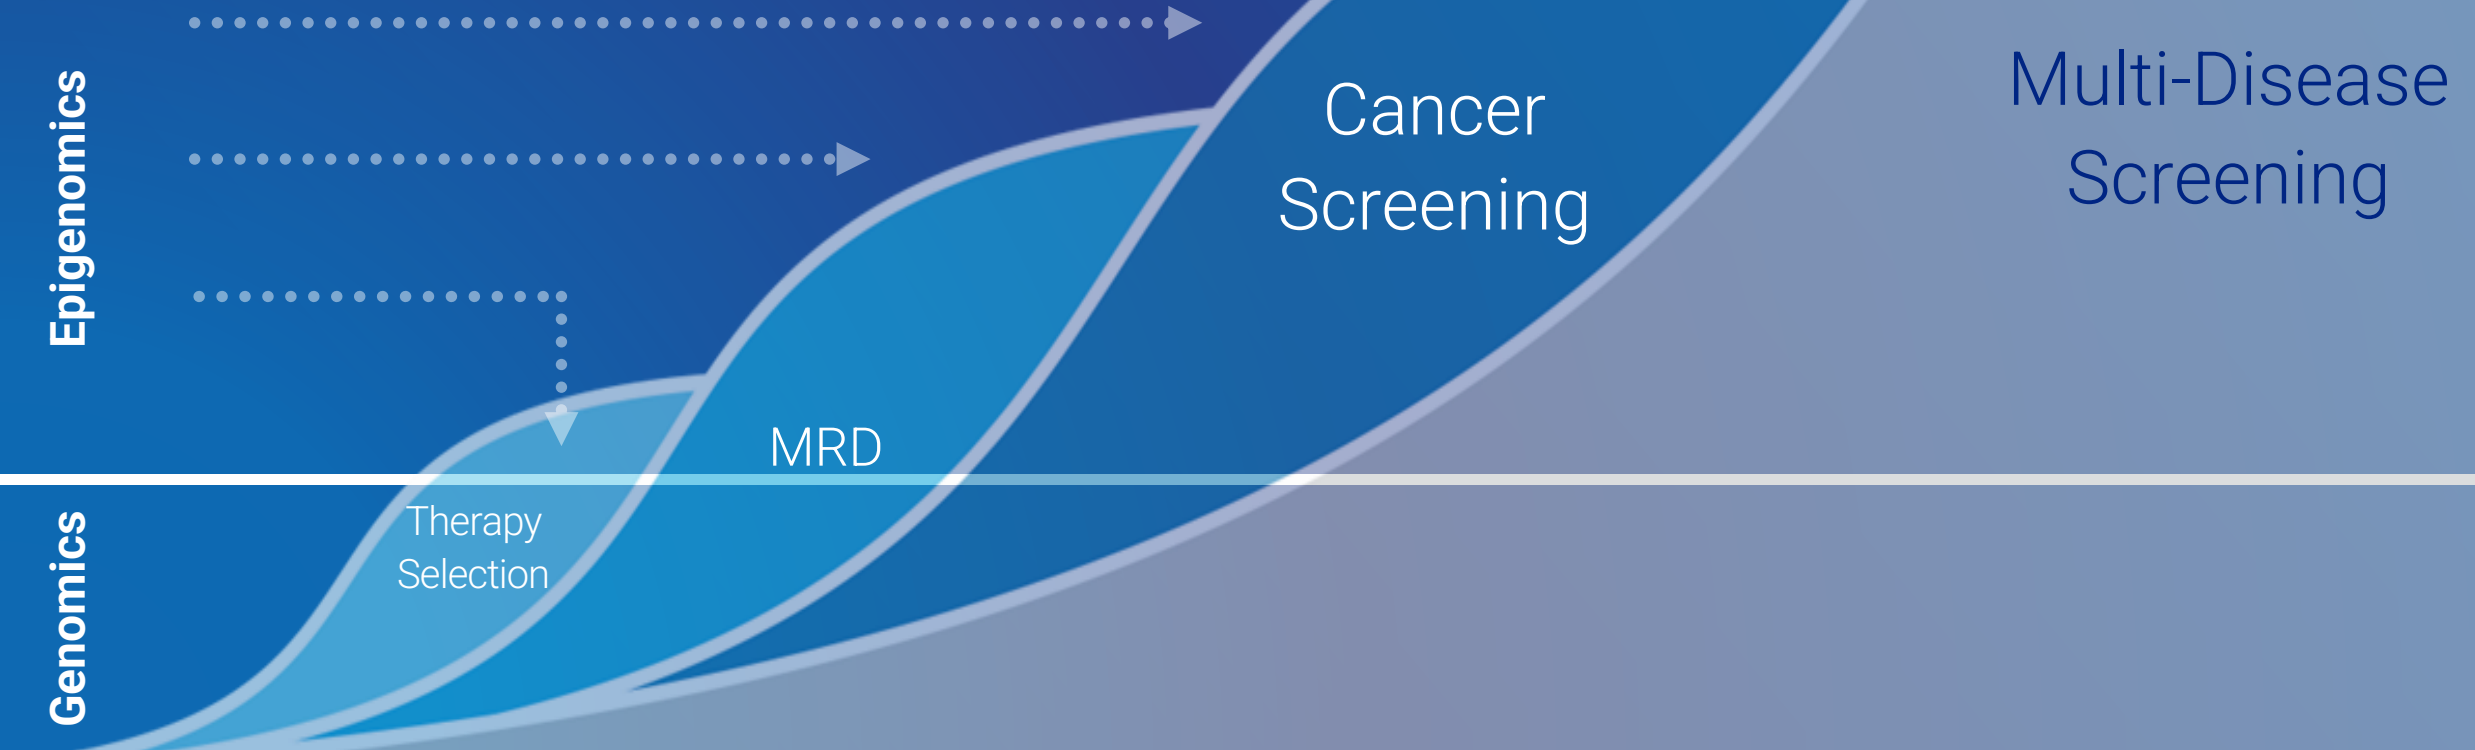 Epigenomics
Genomics
Therapy
Selection
MRD
Cancer
Screening
Multi-Disease
Screening